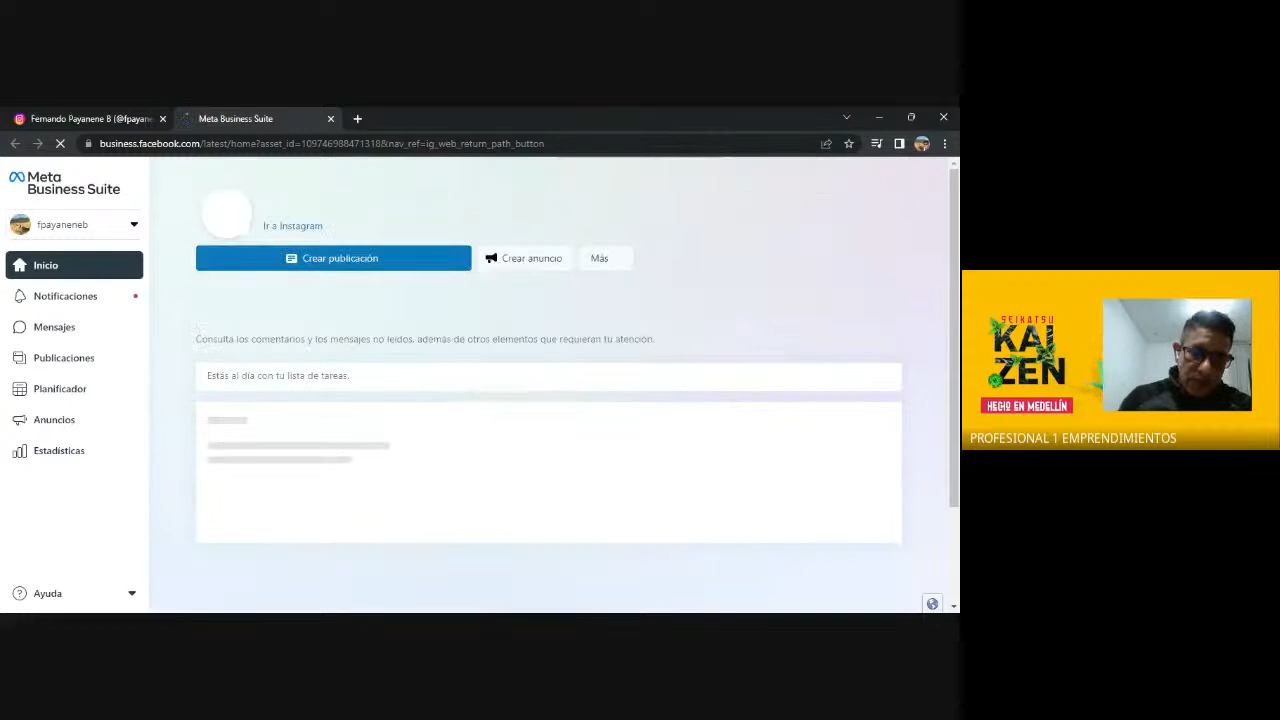 Fernando Payanene B (@fpayane
Meta Business Suite
business.facebook.com/latest/home?asset_id=109746988471318&nav_ref=ig_web_return_path_button
Meta
Business Suite
fpayaneneb
Inicio
Notificaciones
Mensajes
Publicaciones
Planificador
Anuncios
Estadísticas
Ayuda
Ir a Instagram
Crear publicación
Crear anuncio
Más
Consulta los comentarios y los mensajes no leídos, además de otros elementos que requieran tu atención.
Estás al día con tu lista de tareas.
SEIKATSU
KAI
ZEN
HECHO EN MEDELLÍN
PROFESIONAL 1 EMPRENDIMIENTOS